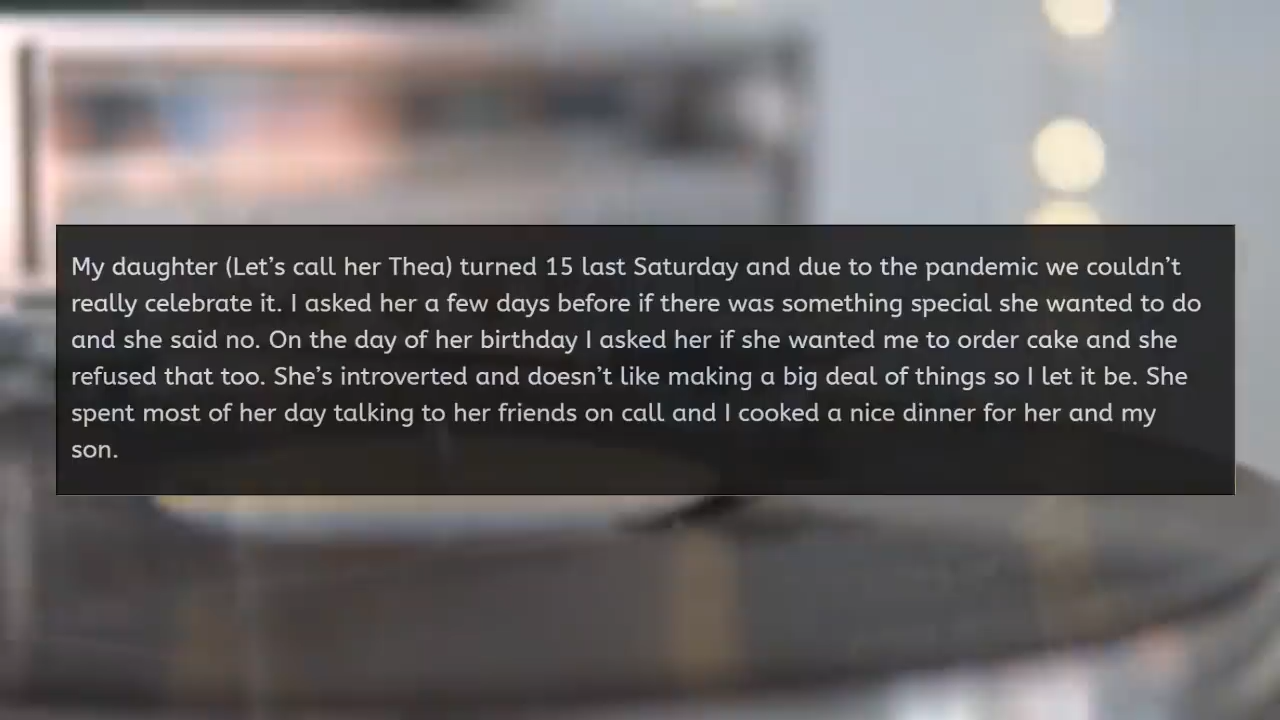 My daughter (Let’s call her Thea) turned 15 last Saturday and due to the pandemic we couldn’t
really celebrate it. I asked her a few days before if there was something special she wanted to do
and she said no. On the day of her birthday I asked her if she wanted me to order cake and she
refused that too. She’s introverted and doesn’t like making a big deal of things so I let it be. She
spent most of her day talking to her friends on call and I cooked a nice dinner for her and my
son.